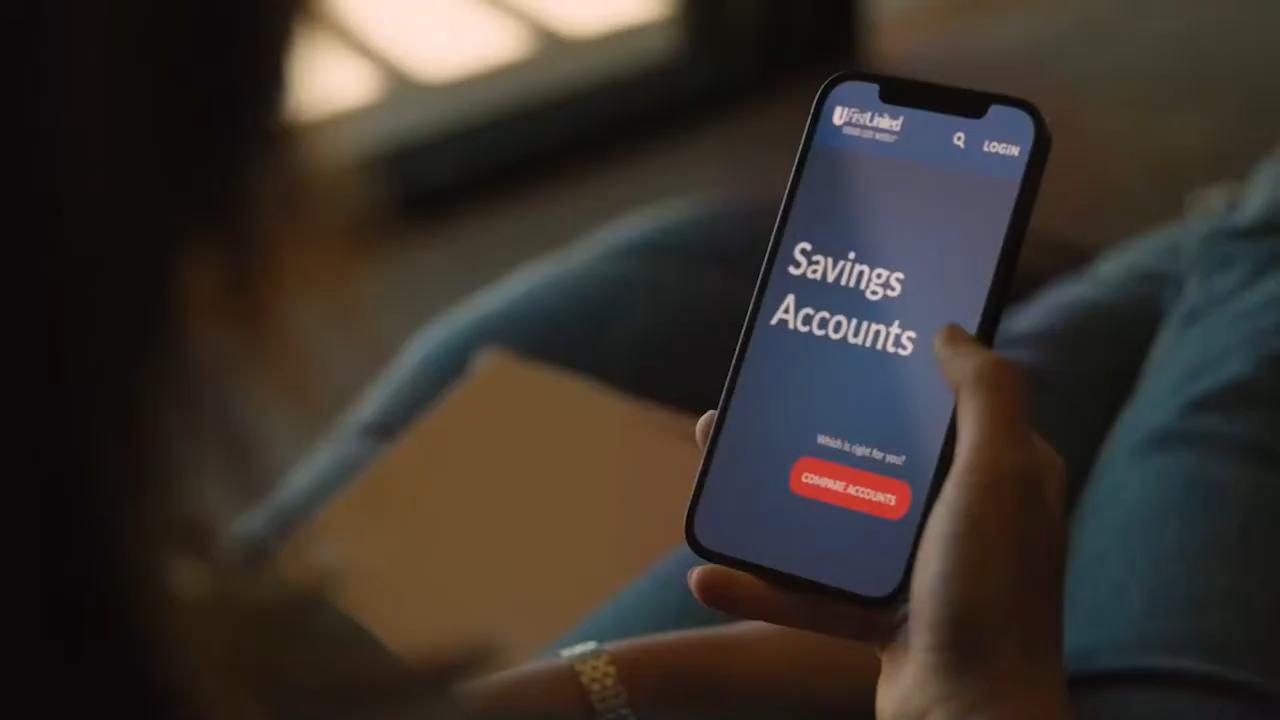 FirstUnited
LOGIN
Savings
Accounts
Which is right for you?
COMPARE ACCOUNTS